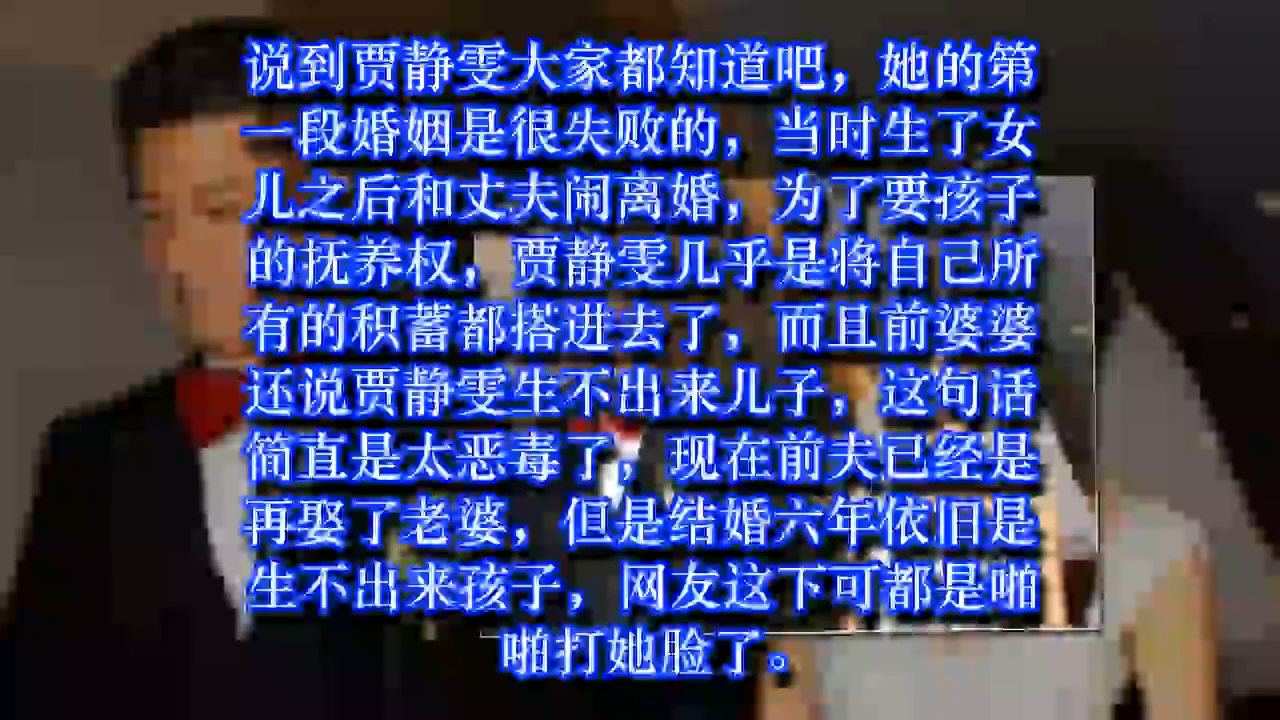 说到贾静雯大家都知道吧，她的第
一段婚姻是很失败的，当时生了女
儿之后和丈夫闹离婚，为了要孩子
的抚养权，贾静雯几乎是将自己所
有的积蓄都搭进去了，而且前婆婆
还说贾静雯生不出来儿子，这句话
简直是太恶毒了，现在前夫已经是
再娶了老婆，但是结婚六年依旧是
生不出来孩子，网友这下可都是啪
啪打她脸了。